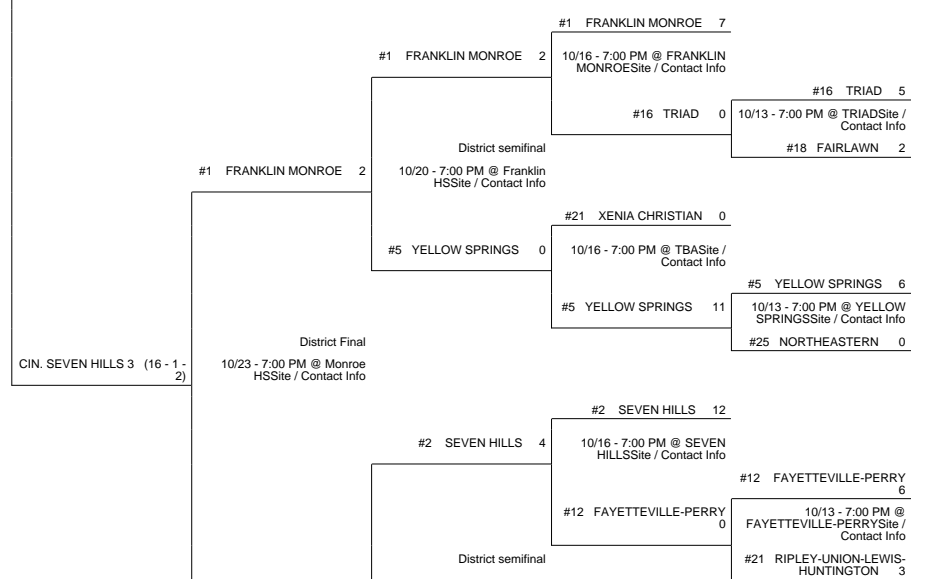 #1 FRANKLIN MONROE 7
#1 FRANKLIN MONROE 2
10/16 - 7:00 PM @ FRANKLIN
MONROESite / Contact Info
#16 TRIAD 5
#16 TRIAD 0
10/13 - 7:00 PM @ TRIADSite /
Contact Info
District semifinal
#18 FAIRLAWN 2
#1 FRANKLIN MONROE 2
10/20 - 7:00 PM @ Franklin
HSSite / Contact Info
#21 XENIA CHRISTIAN 0
#5 YELLOW SPRINGS 0
10/16 - 7:00 PM @ TBASite /
Contact Info
#5 YELLOW SPRINGS 6
#5 YELLOW SPRINGS 11
10/13 - 7:00 PM @ YELLOW
SPRINGSSite / Contact Info
District Final
#25 NORTHEASTERN 0
CIN. SEVEN HILLS 3 (16 - 1 -
2)
10/23 - 7:00 PM @ Monroe
HSSite / Contact Info
#2 SEVEN HILLS 12
#2 SEVEN HILLS 4
10/16 - 7:00 PM @ SEVEN
HILLSSite / Contact Info
#12 FAYETTEVILLE-PERRY
6
#12 FAYETTEVILLE-PERRY
0
10/13 - 7:00 PM @
FAYETTEVILLE-PERRYSite /
Contact Info
District semifinal
#21 RIPLEY-UNION-LEWIS-
HUNTINGTON 3